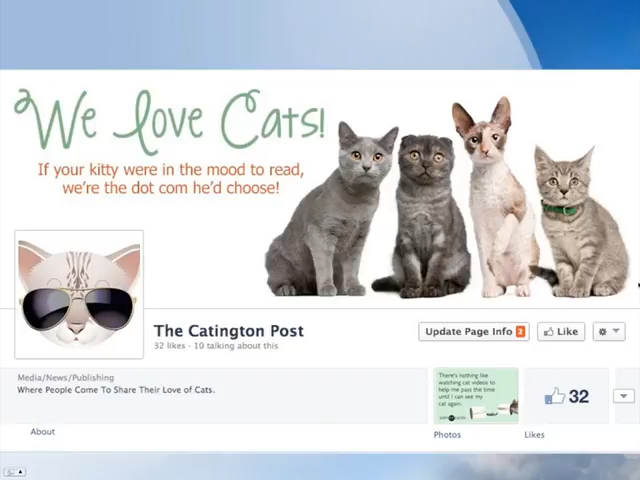 We love Cats!
If your kitty were in the mood to read,
we're the dot com he'd choose!
The Catington Post
32 likes · 10 talking about this
Update Page Info 2
Like
Media/News/Publishing
Where People Come To Share Their Love of Cats.
There's nothing like
watching cat videos to
help me pass the time
until I can see my
cat again.
32
About
Photos
Likes